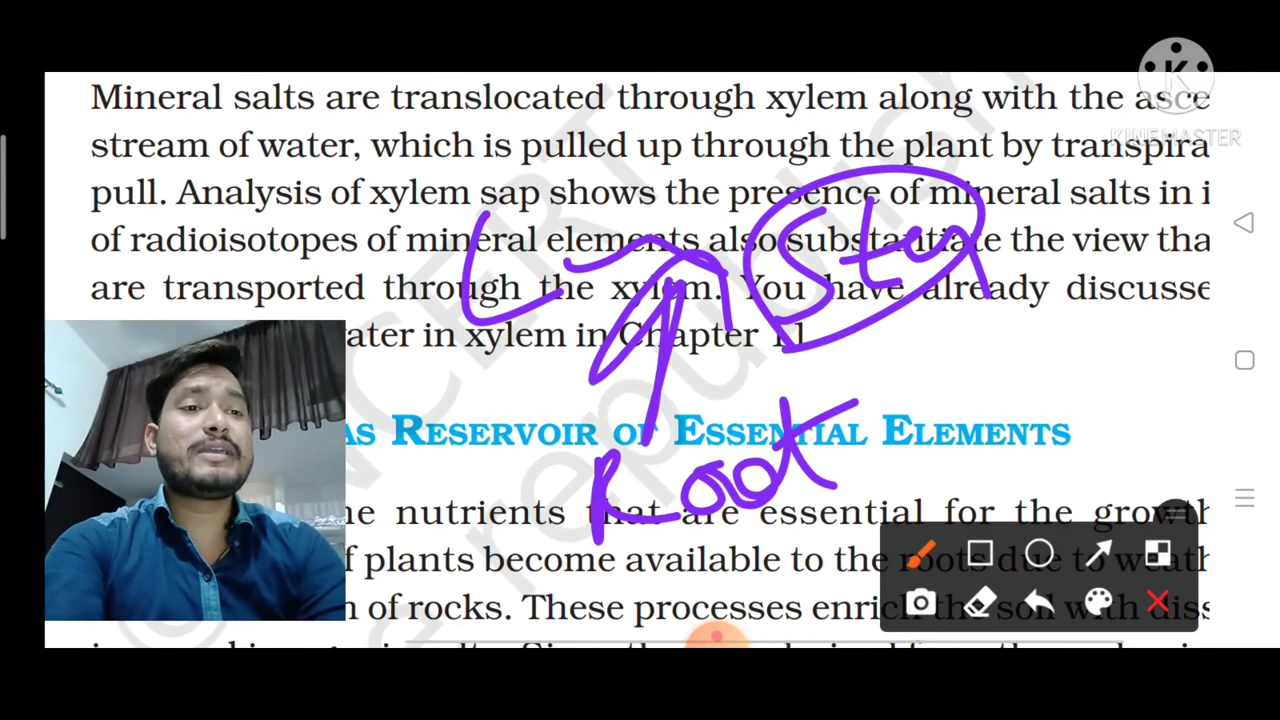 Mineral salts are translocated through xylem along with the asce
stream of water, which is pulled up through the plant by transpira
pull. Analysis of xylem sap shows the presence of mineral salts in i
of radioisotopes of mineral elements also substantiate the view tha
are transported through the xylem. You have already discusse
ater in xylem in Chapter 11
AS RESERVOIR OF ESSENTIAL ELEMENTS
he nutrients that are essential for the growth
f plants become available to the roots due to weath
n of rocks. These processes enrich the soil with diss
Root
K
KINEMASTER
NCERT
republish